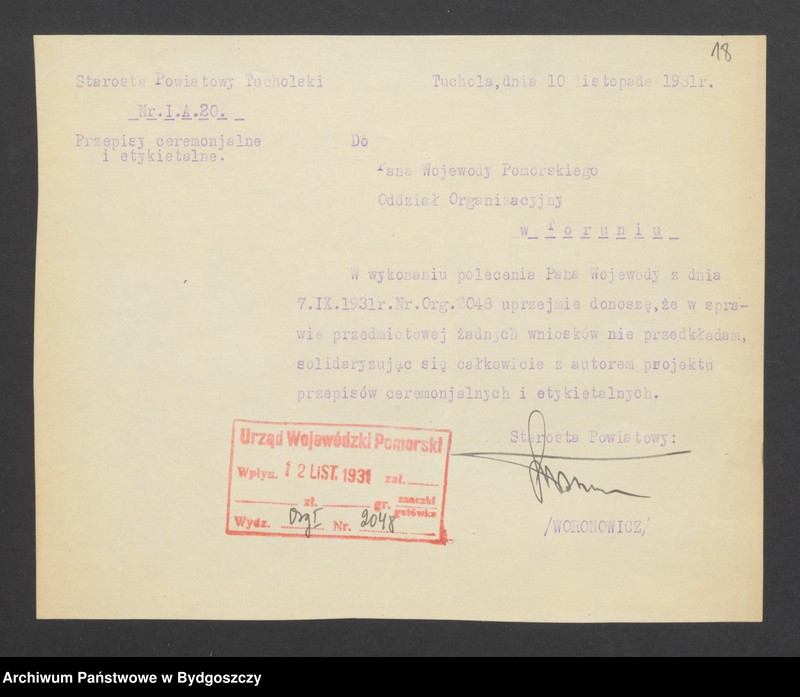 18
Starosta Powiatowy Tucholski
Tuchola,dnia 10 listopada 1931r.
Nr.I.A.20.
Przepisy ceremonjalne
i etykietalne.
Do
Pana Wojewody Pomorskiego
Oddział Organizacyjny
w Toruniu
W wykonaniu polecenia Pana Wojewody z dnia
7.IX.1931r.Nr.Org.2048 uprzejmie donoszę,że w spra-
wie przedmiotowej żadnych wniosków nie przedkładam,
solidaryzując się całkowicie z autorem projektu
przepisów ceremonjalnych i etykietalnych.
Starosta Powiatowy:
/WORONOWICZ/
Urząd Wojewódzki Pomorski
Wpłyn. 12 LIST. 1931 zał.
zł. gr. znaczki
gotówka
Wydz. Org I Nr. 2048
Archiwum Państwowe w Bydgoszczy